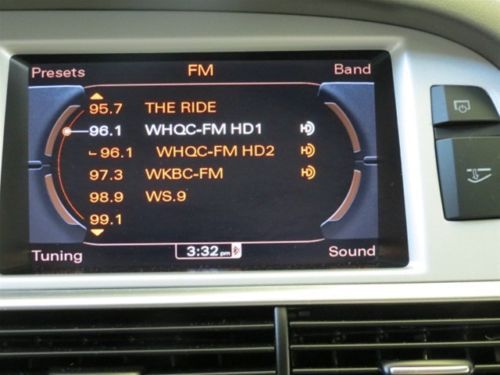 Presets FM Band
95.7 THE RIDE
96.1 WHQC-FM HD1
96.1 WHQC-FM HD2
97.3 WKBC-FM
98.9 WS.9
99.1
Tuning 3:32 pm Sound